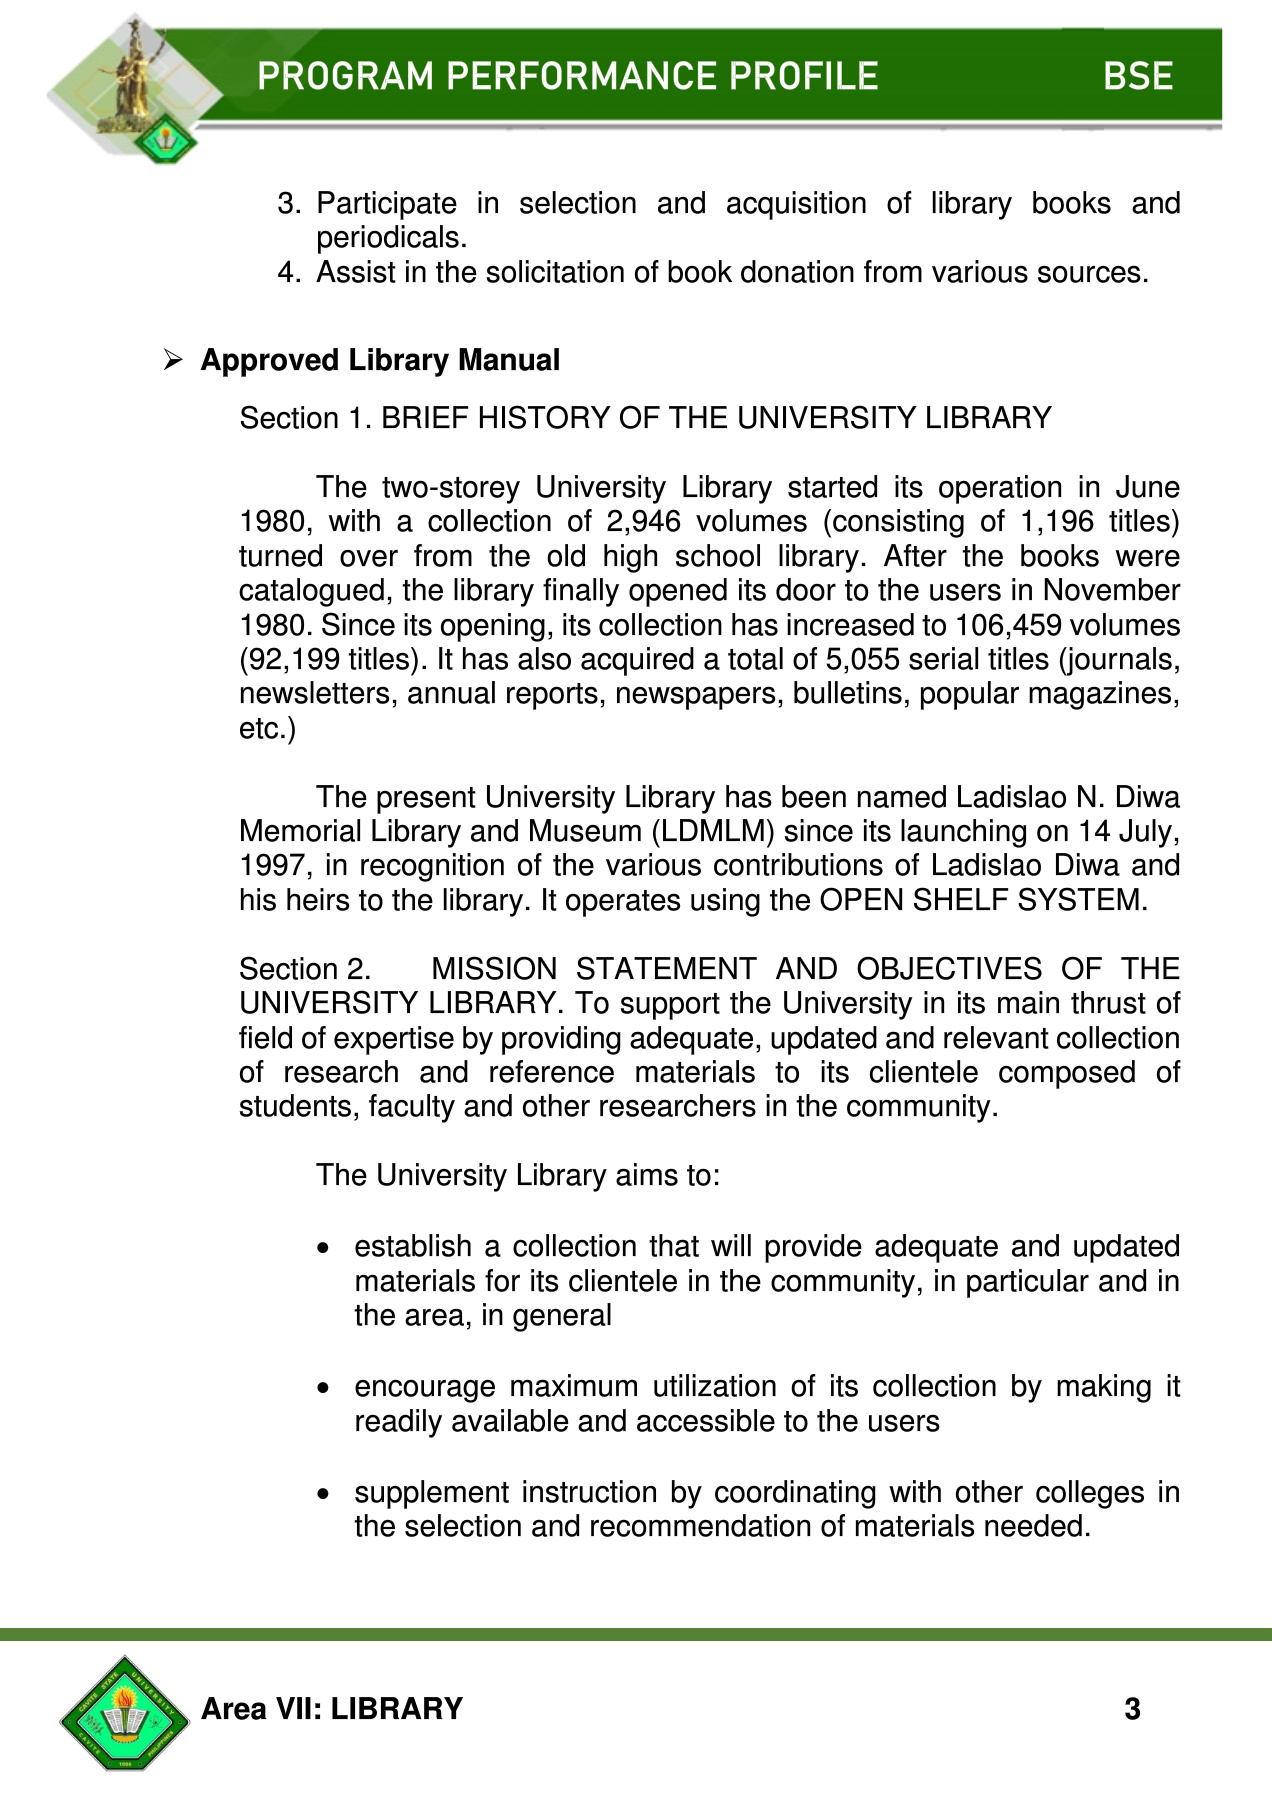 PROGRAM PERFORMANCE PROFILE BSE
3. Participate in selection and acquisition of library books and
periodicals.
4. Assist in the solicitation of book donation from various sources.
➢ Approved Library Manual
Section 1. BRIEF HISTORY OF THE UNIVERSITY LIBRARY
The two-storey University Library started its operation in June
1980, with a collection of 2,946 volumes (consisting of 1,196 titles)
turned over from the old high school library. After the books were
catalogued, the library finally opened its door to the users in November
1980. Since its opening, its collection has increased to 106,459 volumes
(92,199 titles). It has also acquired a total of 5,055 serial titles (journals,
newsletters, annual reports, newspapers, bulletins, popular magazines,
etc.)
The present University Library has been named Ladislao N. Diwa
Memorial Library and Museum (LDMLM) since its launching on 14 July,
1997, in recognition of the various contributions of Ladislao Diwa and
his heirs to the library. It operates using the OPEN SHELF SYSTEM.
Section 2. MISSION STATEMENT AND OBJECTIVES OF THE
UNIVERSITY LIBRARY. To support the University in its main thrust of
field of expertise by providing adequate, updated and relevant collection
of research and reference materials to its clientele composed of
students, faculty and other researchers in the community.
The University Library aims to:
• establish a collection that will provide adequate and updated
materials for its clientele in the community, in particular and in
the area, in general
• encourage maximum utilization of its collection by making it
readily available and accessible to the users
• supplement instruction by coordinating with other colleges in
the selection and recommendation of materials needed.
CAVITE STATE UNIVERSITY
CAVITE PHILIPPINES
1906
Area VII: LIBRARY 3